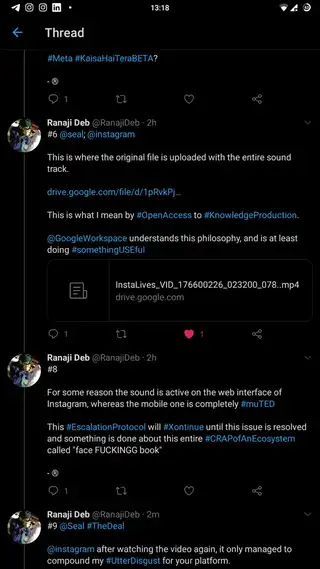 13:18
Thread
#Meta #KaisaHaiTeraBETA?
- ®
1
Ranaji Deb @RanajiDeb · 2h
#6 @seal; @instagram
This is where the original file is uploaded with the entire sound
track.
drive.google.com/file/d/1pRvkPj…
This is what I mean by #OpenAccess to #KnowledgeProduction.
@GoogleWorkspace understands this philosophy, and is at least
doing #somethingUSEful
InstaLives_VID_176600226_023200_078..mp4
drive.google.com
1
1
Ranaji Deb @RanajiDeb · 2h
#8
For some reason the sound is active on the web interface of
Instagram, whereas the mobile one is completely #muTED
This #EscalationProtocol will #Xontinue until this issue is resolved
and something is done about this entire #CRAPofAnEcosystem
called "face FUCKINGG book"
- ®
Ranaji Deb @RanajiDeb · 2m
#9 @Seal #TheDeal
@instagram after watching the video again, it only managed to
compound my #UtterDisgust for your platform.